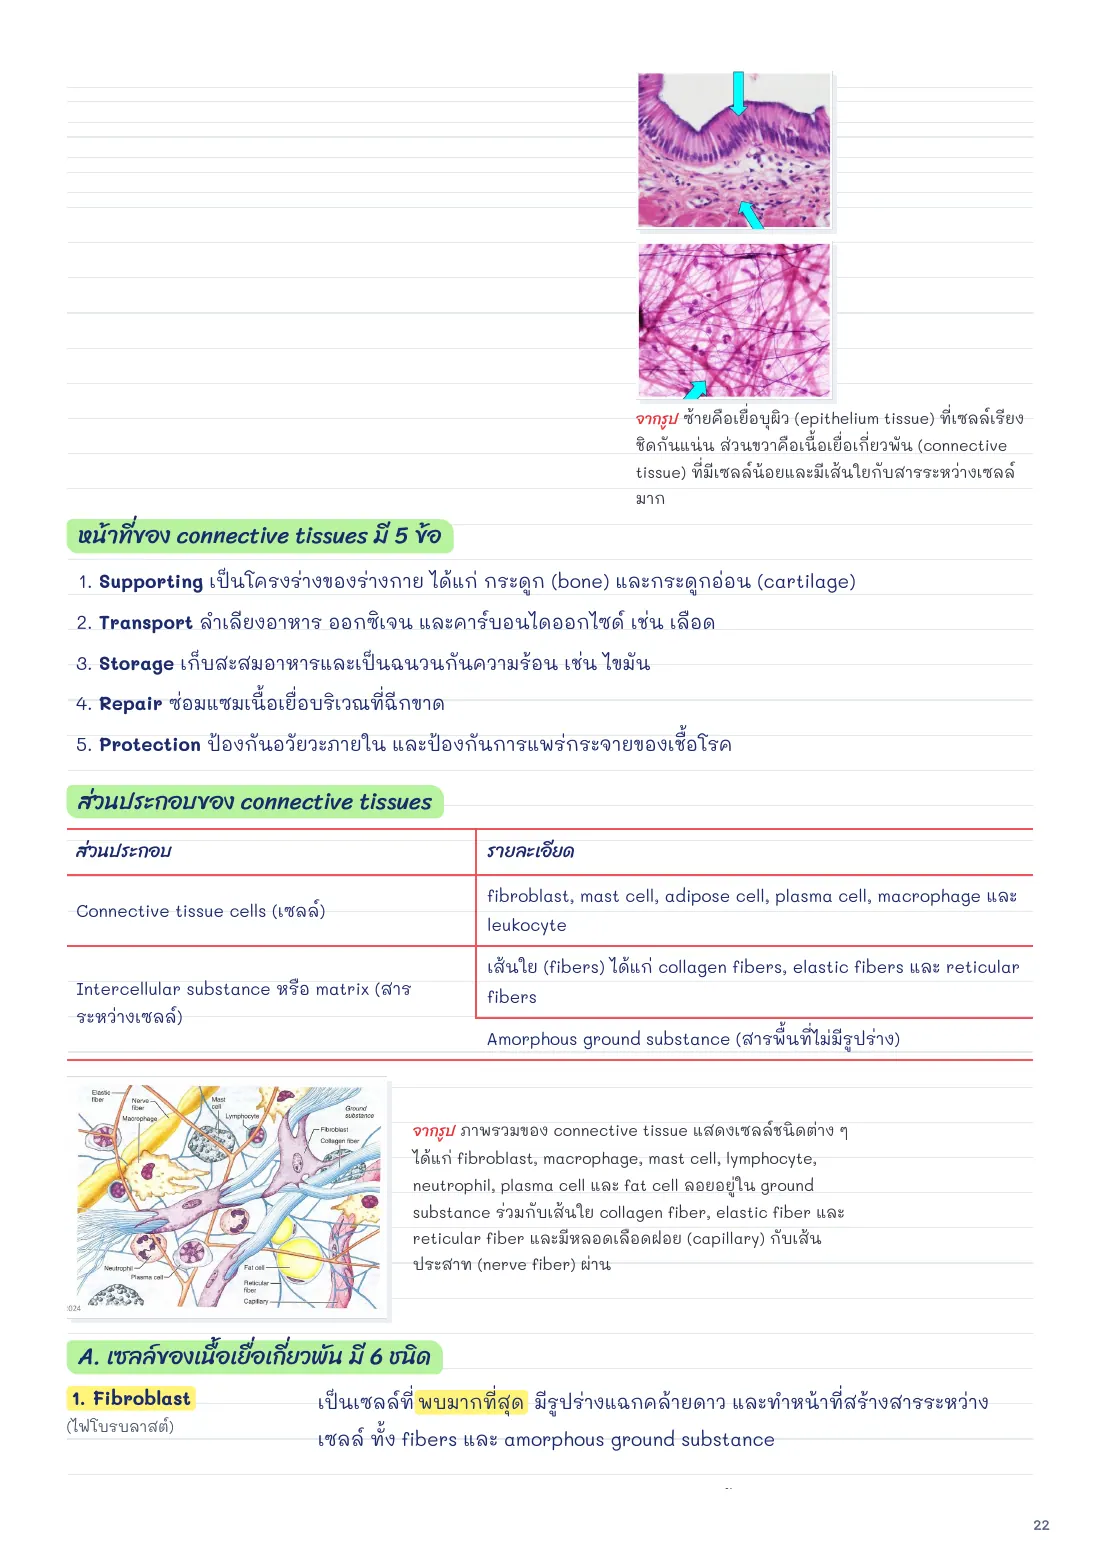 จากรูป ซ้ายคือเยื่อบุผิว (epithelium tissue) ที่เซลล์เรียง
ชิดกันแน่น ส่วนขวาคือเนื้อเยื่อเกี่ยวพัน (connective
tissue) ที่มีเซลล์น้อยและมีเส้นใยกับสารระหว่างเซลล์
มาก
หน้าที่ของ connective tissues มี 5 ข้อ
1. Supporting เป็นโครงร่างของร่างกาย ได้แก่ กระดูก (bone) และกระดูกอ่อน (cartilage)
2. Transport ลำเลียงอาหาร ออกซิเจน และคาร์บอนไดออกไซด์ เช่น เลือด
3. Storage เก็บสะสมอาหารและเป็นฉนวนกันความร้อน เช่น ไขมัน
4. Repair ซ่อมแซมเนื้อเยื่อบริเวณที่ฉีกขาด
5. Protection ป้องกันอวัยวะภายใน และป้องกันการแพร่กระจายของเชื้อโรค
ส่วนประกอบของ connective tissues
ส่วนประกอบ
รายละเอียด
Connective tissue cells (เซลล์)
fibroblast, mast cell, adipose cell, plasma cell, macrophage และ
leukocyte
Intercellular substance หรือ matrix (สาร
ระหว่างเซลล์)
เส้นใย (fibers) ได้แก่ collagen fibers, elastic fibers และ reticular
fibers
Amorphous ground substance (สารพื้นที่ไม่มีรูปร่าง)
Elastic
fiber
Nerve
fiber
Macrophage
Mast
cell
Lymphocyte
Ground
substance
Fibroblast
Collagen fiber
Neutrophil
Plasma cell
Fat cell
Reticular
fiber
Capillary
2024
จากรูป ภาพรวมของ connective tissue แสดงเซลล์ชนิดต่าง ๆ
ได้แก่ fibroblast, macrophage, mast cell, lymphocyte,
neutrophil, plasma cell และ fat cell ลอยอยู่ใน ground
substance ร่วมกับเส้นใย collagen fiber, elastic fiber และ
reticular fiber และมีหลอดเลือดฝอย (capillary) กับเส้น
ประสาท (nerve fiber) ผ่าน
A. เซลล์ของเนื้อเยื่อเกี่ยวพัน มี 6 ชนิด
1. Fibroblast
(ไฟโบรบลาสต์)
เป็นเซลล์ที่ พบมากที่สุด มีรูปร่างแฉกคล้ายดาว และทำหน้าที่สร้างสารระหว่าง
เซลล์ ทั้ง fibers และ amorphous ground substance
22